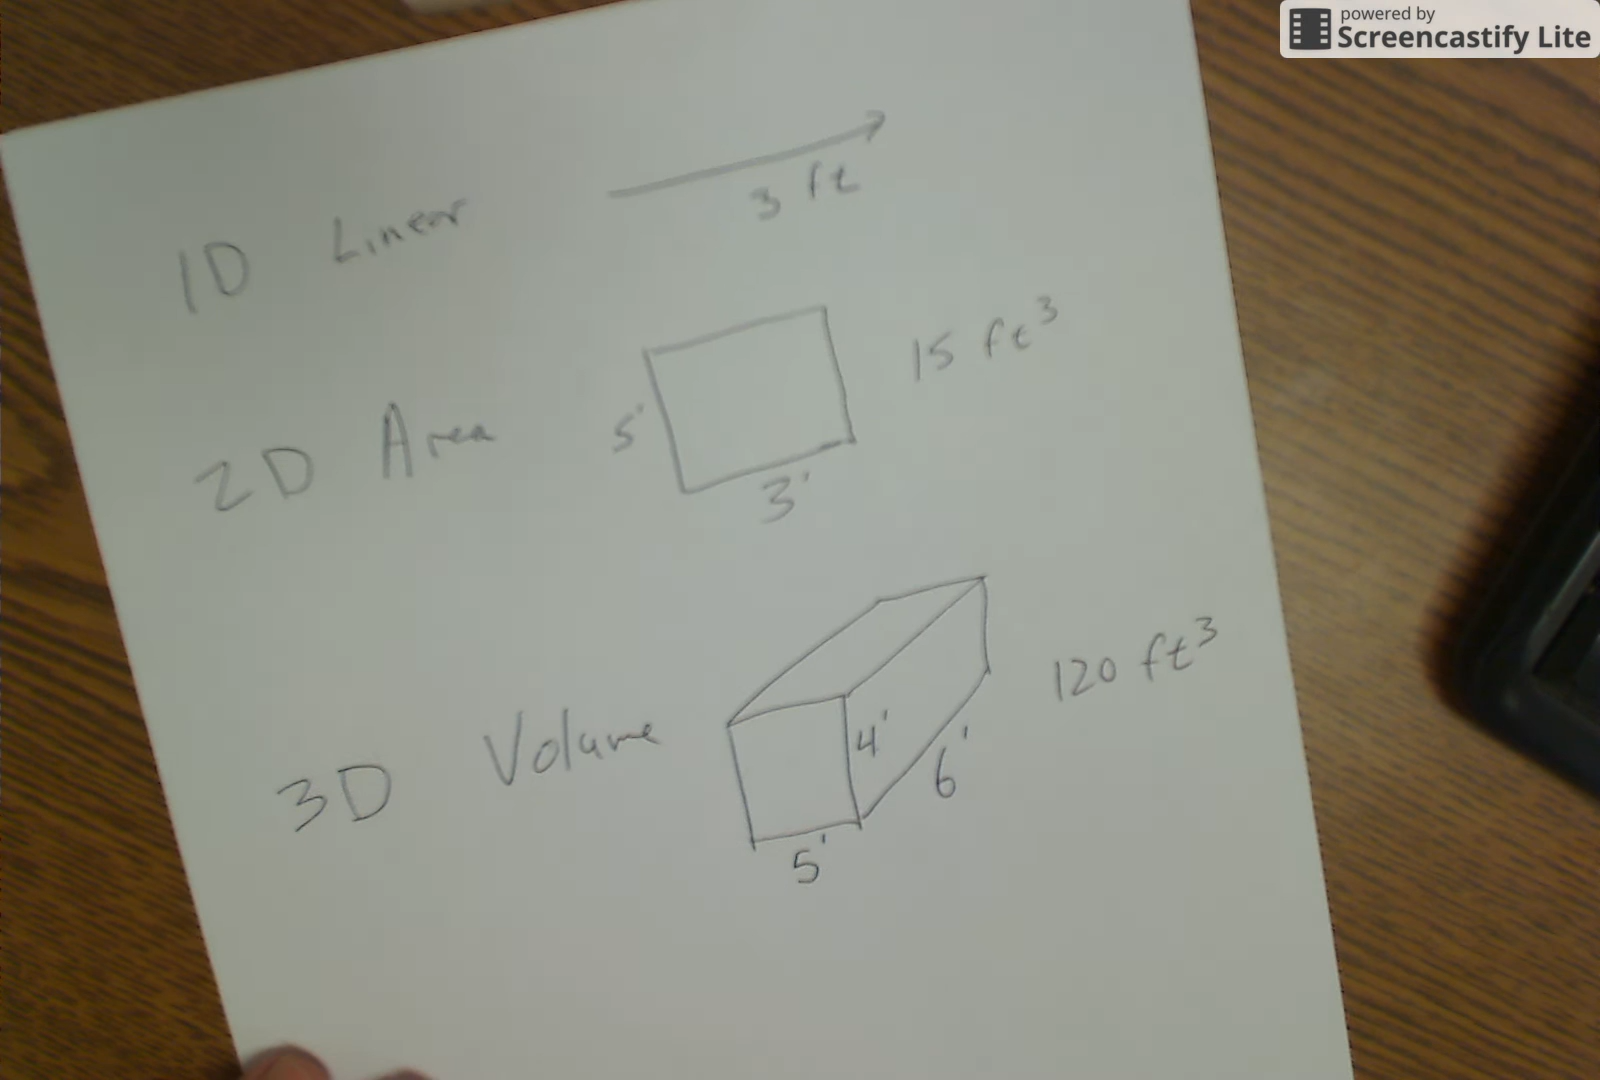 powered by
Screencastify Lite
3 ft
1D Linear
15 ft³
5'
2D Area
3'
120 ft³
4'
6'
3D Volume
5'